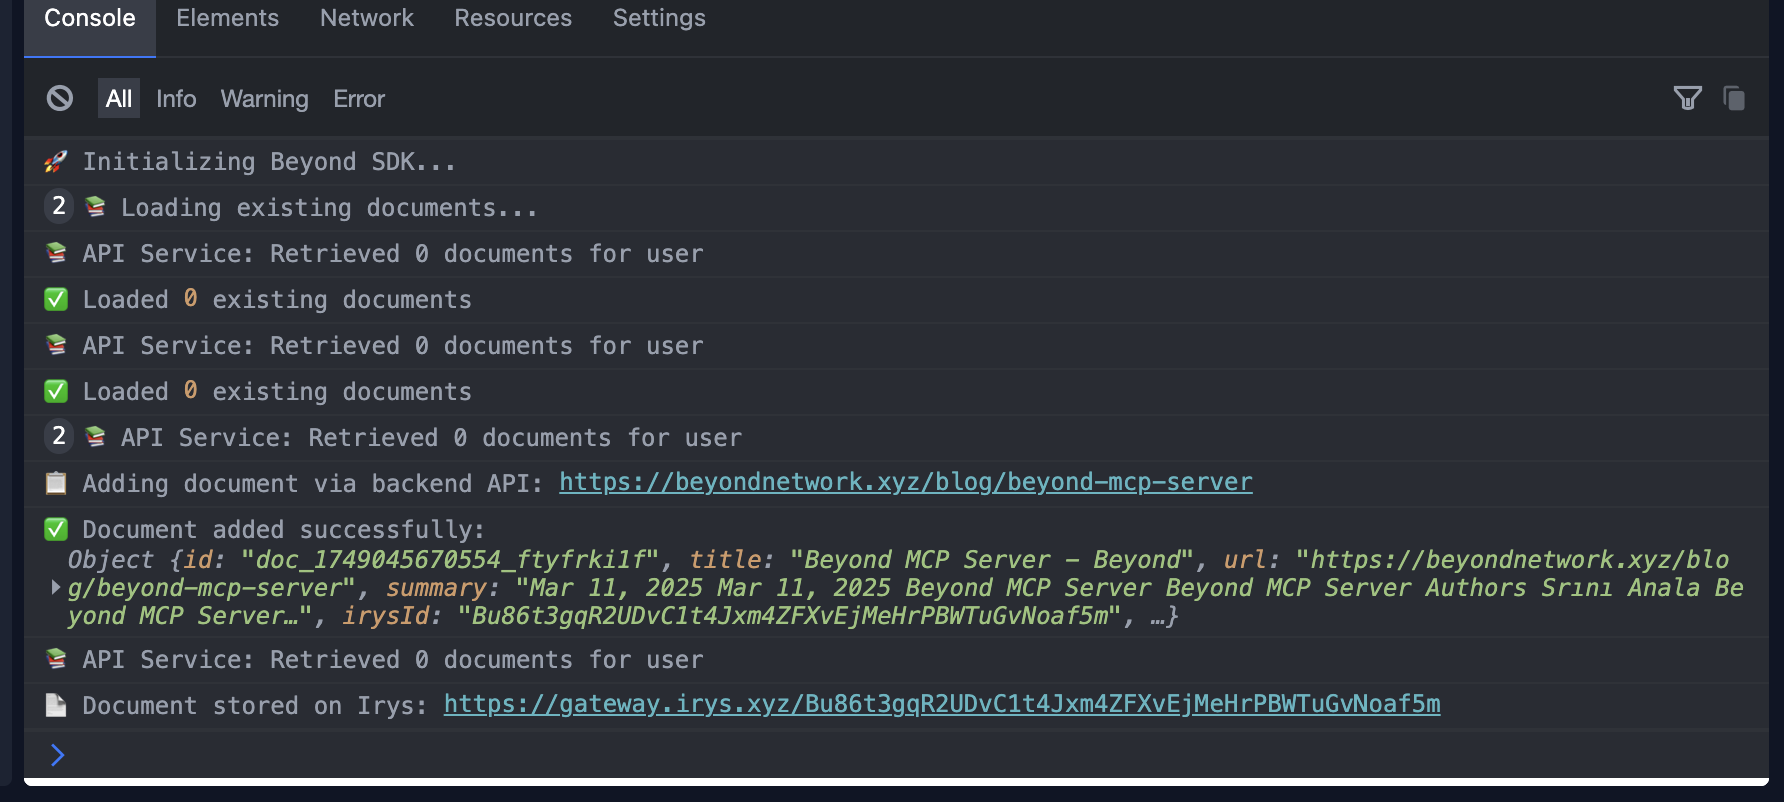 Console Elements Network Resources Settings
All Info Warning Error
🚀 Initializing Beyond SDK...
2 📚 Loading existing documents...
📚 API Service: Retrieved 0 documents for user
✅ Loaded 0 existing documents
📚 API Service: Retrieved 0 documents for user
✅ Loaded 0 existing documents
2 📚 API Service: Retrieved 0 documents for user
📋 Adding document via backend API: https://beyondnetwork.xyz/blog/beyond-mcp-server
✅ Document added successfully:
Object {id: "doc_1749045670554_ftyfrki1f", title: "Beyond MCP Server – Beyond", url: "https://beyondnetwork.xyz/blo
g/beyond-mcp-server", summary: "Mar 11, 2025 Mar 11, 2025 Beyond MCP Server Beyond MCP Server Authors Srını Anala Be
yond MCP Server…", irysId: "Bu86t3gqR2UDvC1t4Jxm4ZFXvEjMeHrPBWTuGvNoaf5m", …}
📚 API Service: Retrieved 0 documents for user
📄 Document stored on Irys: https://gateway.irys.xyz/Bu86t3gqR2UDvC1t4Jxm4ZFXvEjMeHrPBWTuGvNoaf5m